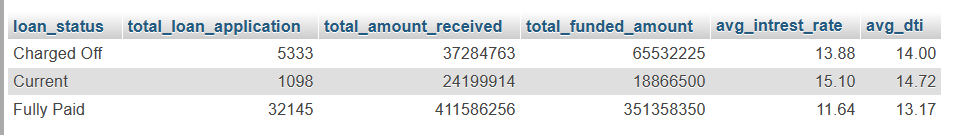 loan_status total_loan_application total_amount_received total_funded_amount avg_intrest_rate avg_dti
Charged Off 5333 37284763 65532225 13.88 14.00
Current 1098 24199914 18866500 15.10 14.72
Fully Paid 32145 411586256 351358350 11.64 13.17